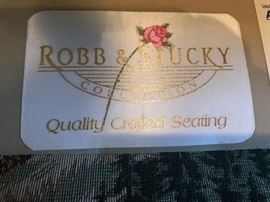 ROBB & STUCKY
COLLECTION
Quality Crafted Seating